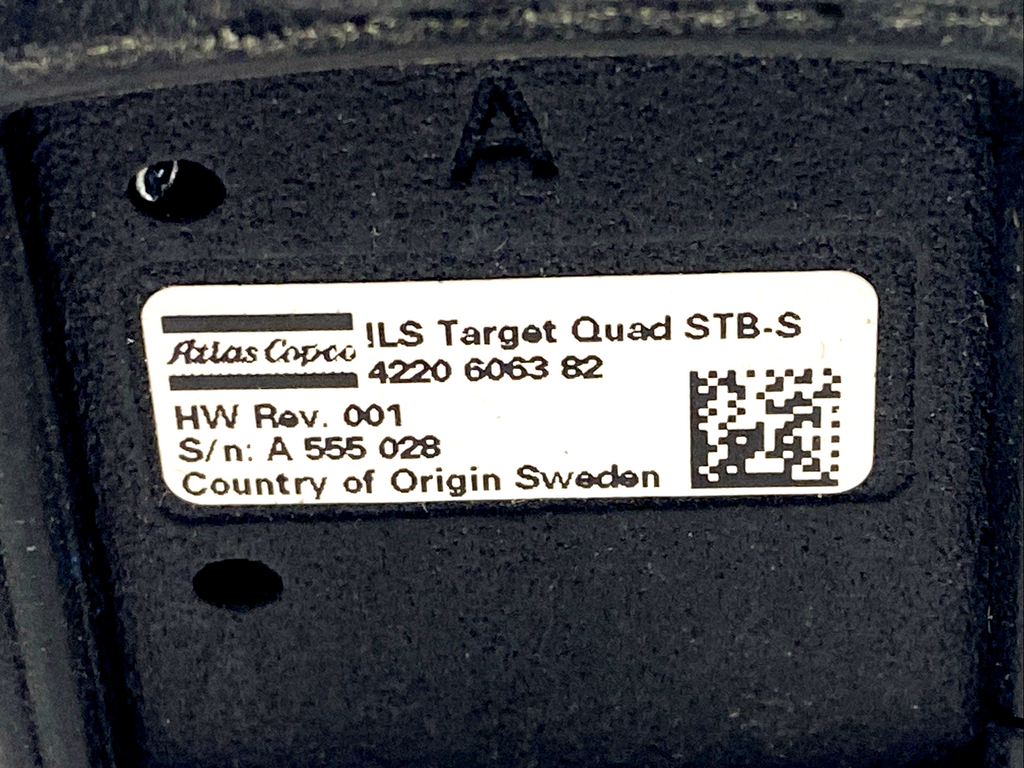 A
Atlas Copco
ILS Target Quad STB-S
4220 6063 82
HW Rev. 001
S/n: A 555 028
Country of Origin Sweden